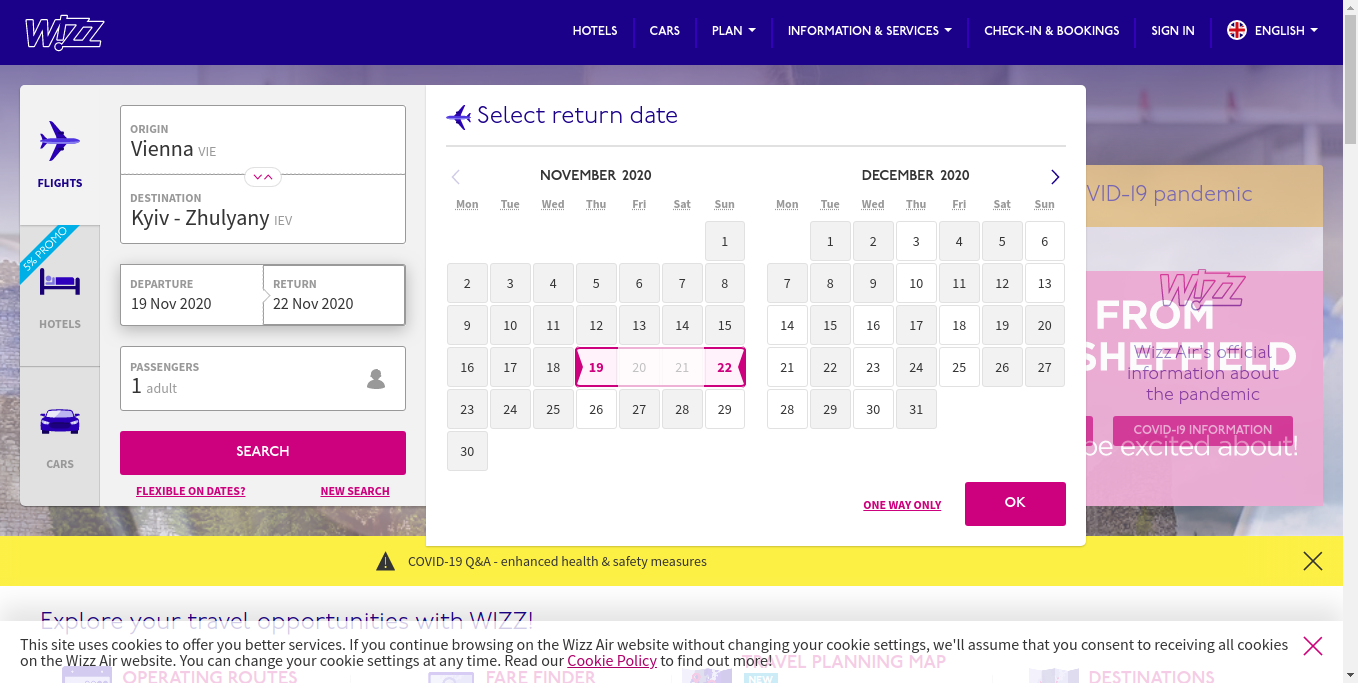 WIZZ
HOTELS
CARS
PLAN
INFORMATION & SERVICES
CHECK-IN & BOOKINGS
SIGN IN
ENGLISH
FLIGHTS
5% PROMO
HOTELS
CARS
ORIGIN
Vienna VIE
DESTINATION
Kyiv - Zhulyany IEV
DEPARTURE
19 Nov 2020
RETURN
22 Nov 2020
PASSENGERS
1 adult
SEARCH
FLEXIBLE ON DATES?
NEW SEARCH
Select return date
NOVEMBER 2020
Mon Tue Wed Thu Fri Sat Sun
1
2 3 4 5 6 7 8
9 10 11 12 13 14 15
16 17 18 19 20 21 22
23 24 25 26 27 28 29
30
DECEMBER 2020
Mon Tue Wed Thu Fri Sat Sun
1 2 3 4 5 6
7 8 9 10 11 12 13
14 15 16 17 18 19 20
21 22 23 24 25 26 27
28 29 30 31
ONE WAY ONLY
OK
VID-19 pandemic
WIZZ
FROM
SHEFFIELD
Wizz Air's official
information about
the pandemic
COVID-19 INFORMATION
be excited about!
COVID-19 Q&A - enhanced health & safety measures
Explore your travel opportunities with WIZZ!
This site uses cookies to offer you better services. If you continue browsing on the Wizz Air website without changing your cookie settings, we'll assume that you consent to receiving all cookies
on the Wizz Air website. You can change your cookie settings at any time. Read our Cookie Policy to find out more!
OPERATING ROUTES
FARE FINDER
TRAVEL PLANNING MAP
NEW
DESTINATIONS